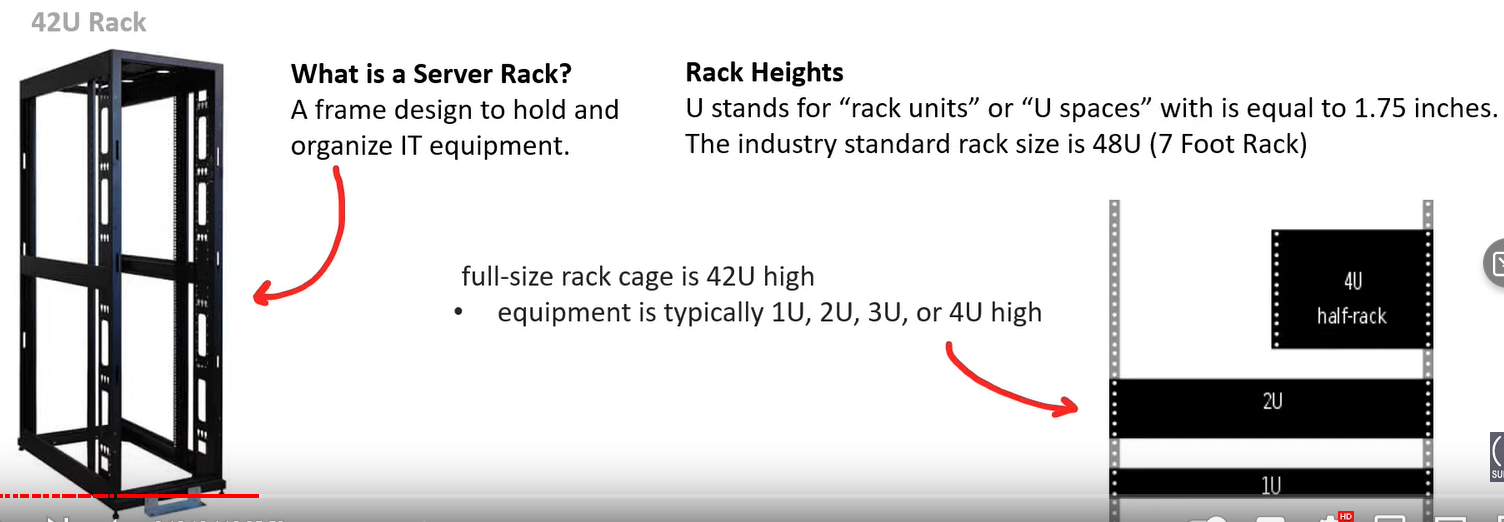 42U Rack
What is a Server Rack?
A frame design to hold and
organize IT equipment.
Rack Heights
U stands for “rack units” or “U spaces” with is equal to 1.75 inches.
The industry standard rack size is 48U (7 Foot Rack)
full-size rack cage is 42U high
• equipment is typically 1U, 2U, 3U, or 4U high
4U
half-rack
2U
1U
HD